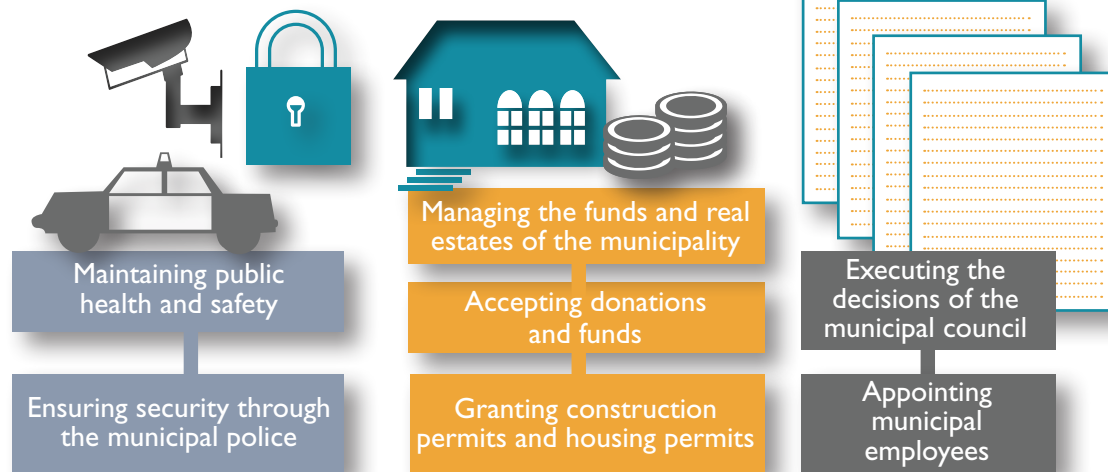 Maintaining public
health and safety
Ensuring security through
the municipal police
Managing the funds and real
estates of the municipality
Accepting donations
and funds
Granting construction
permits and housing permits
Executing the
decisions of the
municipal council
Appointing
municipal
employees